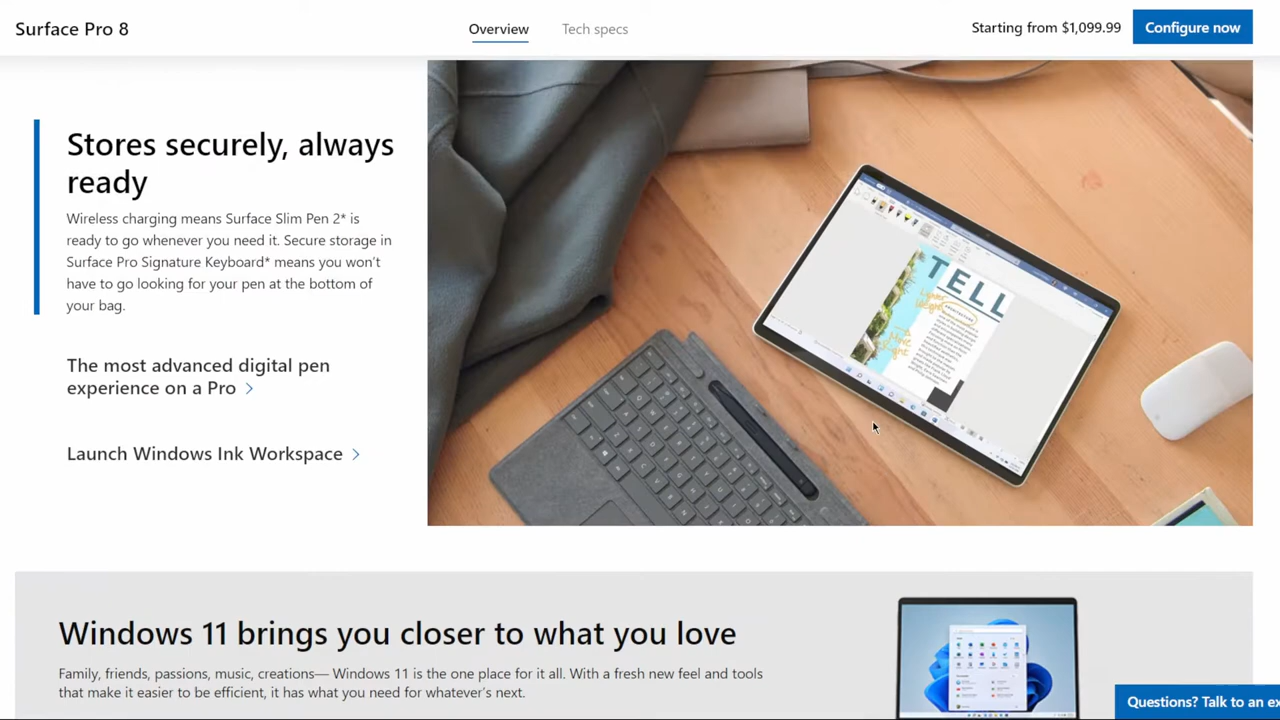 Surface Pro 8
Overview
Tech specs
Starting from $1,099.99
Configure now
Stores securely, always
ready
Wireless charging means Surface Slim Pen 2* is
ready to go whenever you need it. Secure storage in
Surface Pro Signature Keyboard* means you won't
have to go looking for your pen at the bottom of
your bag.
The most advanced digital pen
experience on a Pro
Launch Windows Ink Workspace
TELL
Windows 11 brings you closer to what you love
Family, friends, passions, music, creations— Windows 11 is the one place for it all. With a fresh new feel and tools
that make it easier to be efficient, it has what you need for whatever's next.
Questions? Talk to an ex